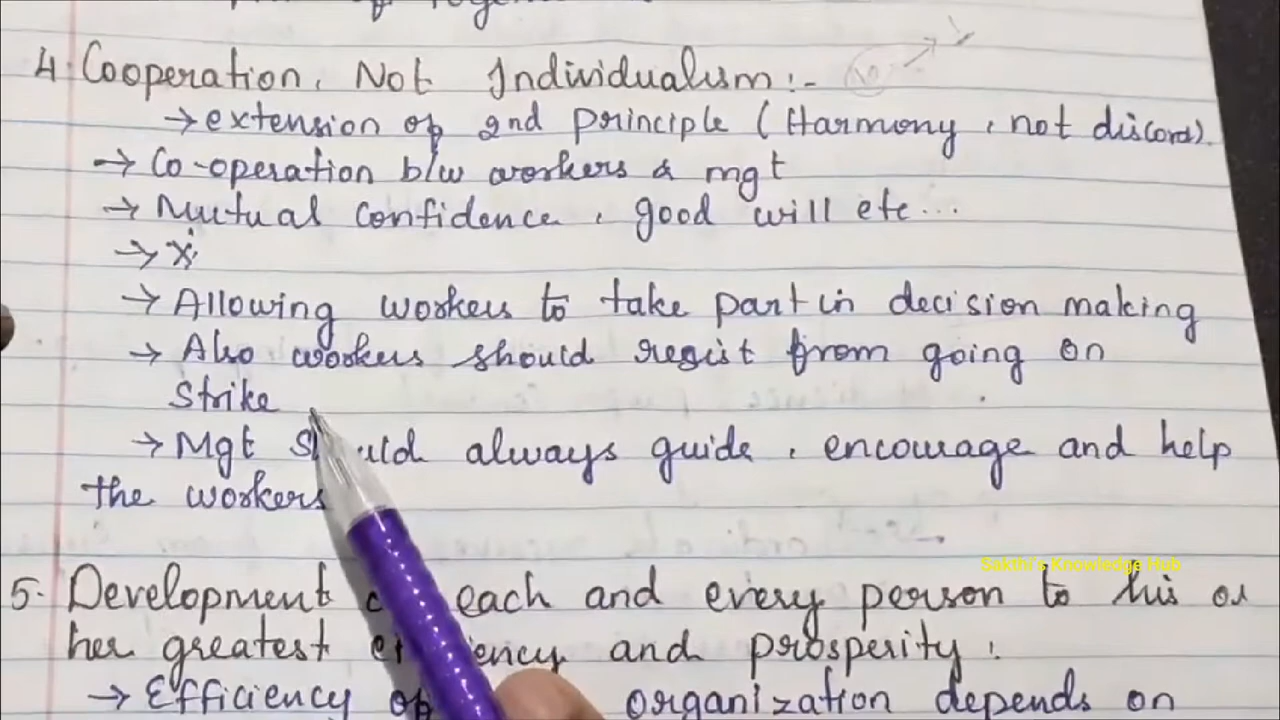 4. Cooperation, Not Individualism :-
→ extension of 2nd principle (Harmony, not discord).
→ Co-operation b/w workers & mgt
→ Mutual confidence, good will etc...
→
→ Allowing workers to take part in decision making
→ Also workers should resist from going on
Strike
→ Mgt should always guide, encourage and help
the workers
Sakthi's Knowledge Hub
5. Development each and every person to his or
her greatest efficiency and prosperity.
→ Efficiency of organization depends on